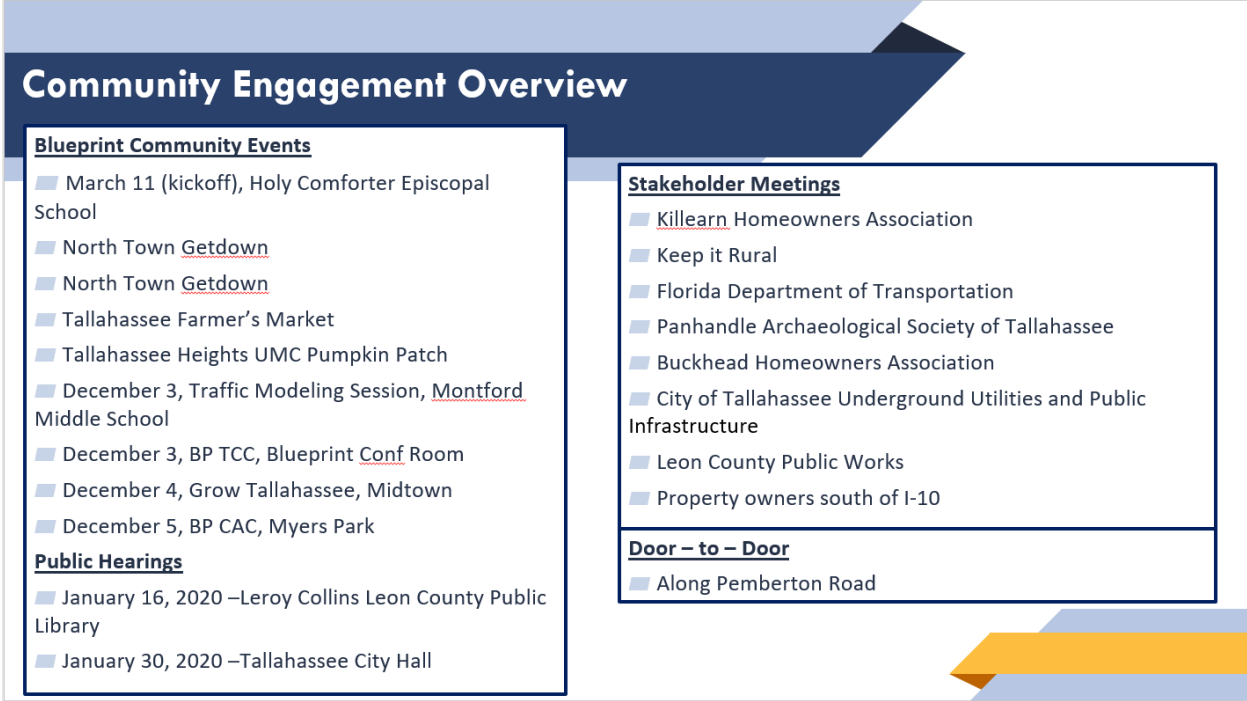 Community Engagement Overview
Blueprint Community Events
March 11 (kickoff), Holy Comforter Episcopal
School
North Town Getdown
North Town Getdown
Tallahassee Farmer’s Market
Tallahassee Heights UMC Pumpkin Patch
December 3, Traffic Modeling Session, Montford
Middle School
December 3, BP TCC, Blueprint Conf Room
December 4, Grow Tallahassee, Midtown
December 5, BP CAC, Myers Park
Public Hearings
January 16, 2020 –Leroy Collins Leon County Public
Library
January 30, 2020 –Tallahassee City Hall
Stakeholder Meetings
Killearn Homeowners Association
Keep it Rural
Florida Department of Transportation
Panhandle Archaeological Society of Tallahassee
Buckhead Homeowners Association
City of Tallahassee Underground Utilities and Public
Infrastructure
Leon County Public Works
Property owners south of I-10
Door – to – Door
Along Pemberton Road